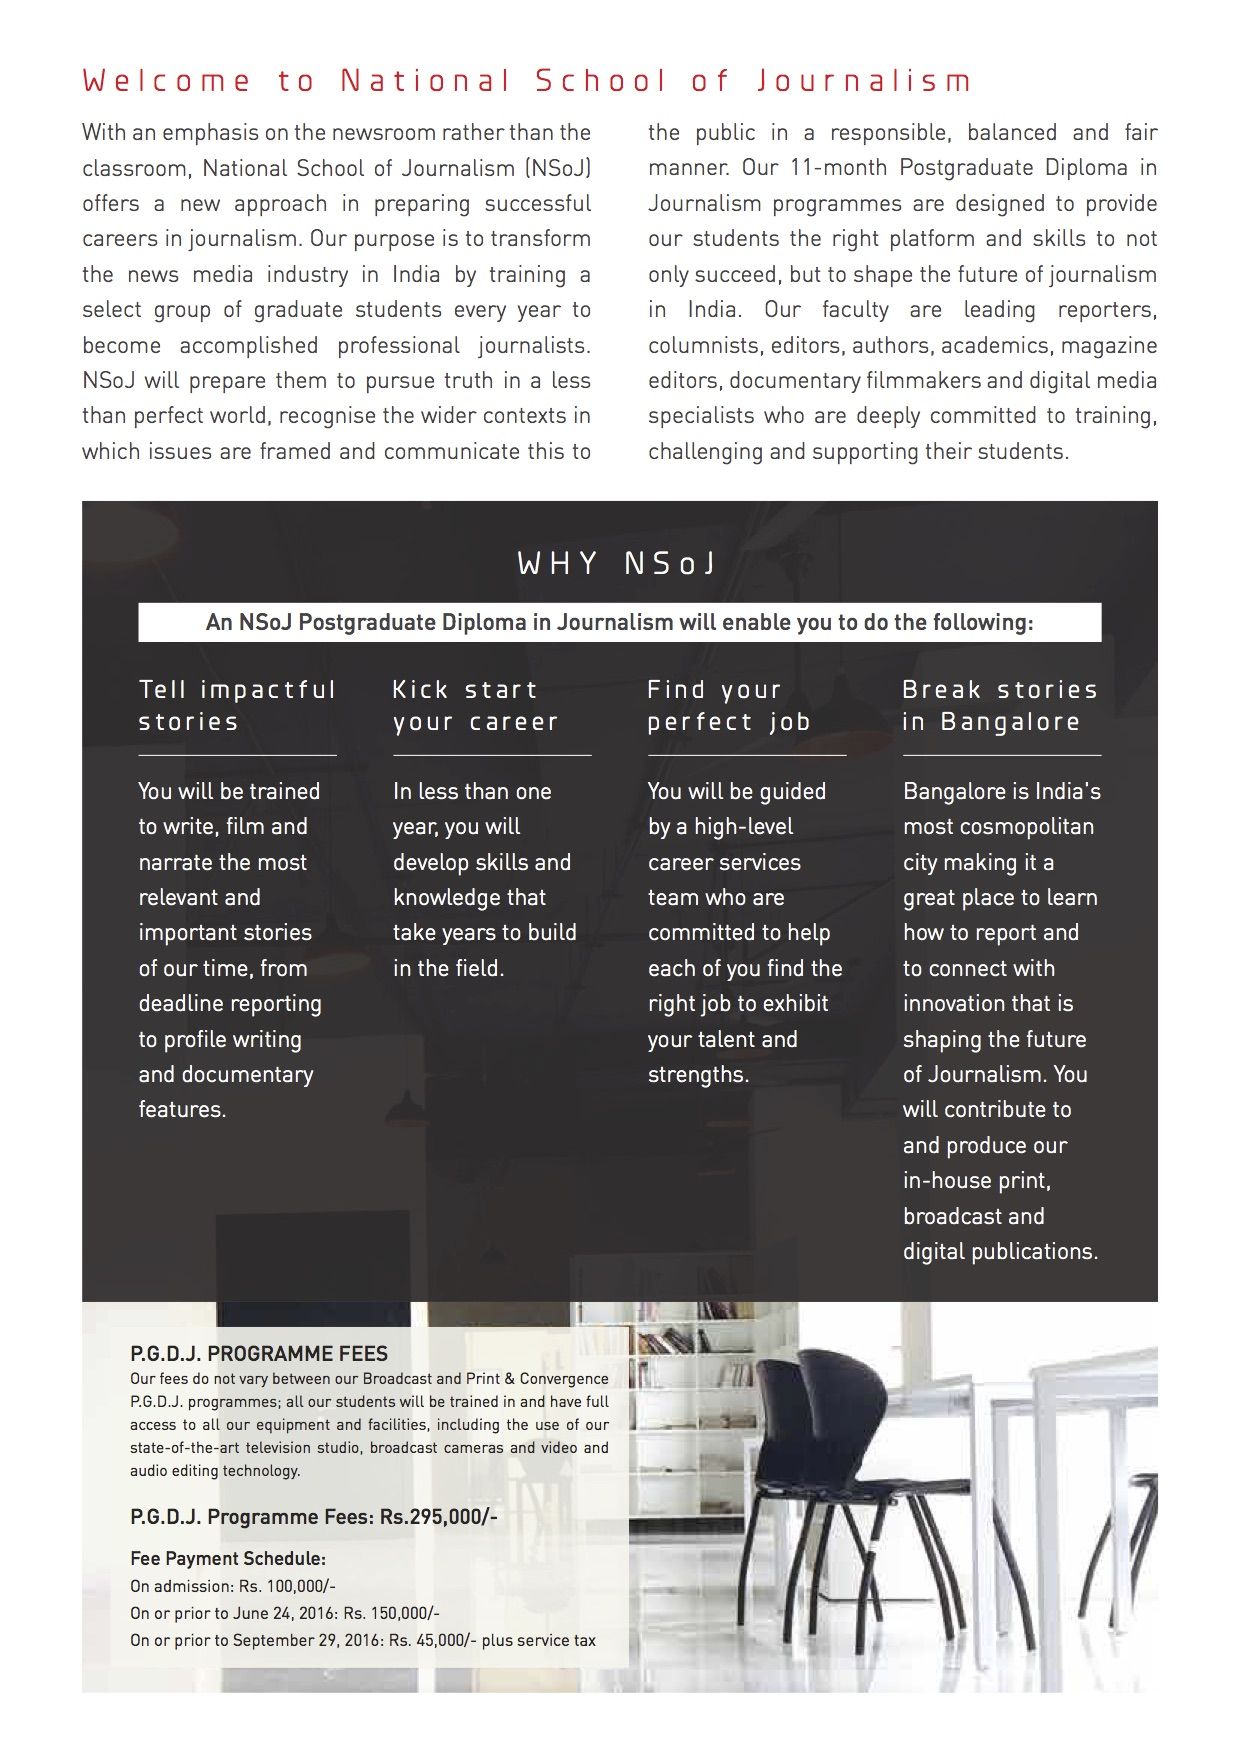 Welcome to National School of Journalism
With an emphasis on the newsroom rather than the
classroom, National School of Journalism (NSoJ)
offers a new approach in preparing successful
careers in journalism. Our purpose is to transform
the news media industry in India by training a
select group of graduate students every year to
become accomplished professional journalists.
NSoJ will prepare them to pursue truth in a less
than perfect world, recognise the wider contexts in
which issues are framed and communicate this to
the public in a responsible, balanced and fair
manner. Our 11-month Postgraduate Diploma in
Journalism programmes are designed to provide
our students the right platform and skills to not
only succeed, but to shape the future of journalism
in India. Our faculty are leading reporters,
columnists, editors, authors, academics, magazine
editors, documentary filmmakers and digital media
specialists who are deeply committed to training,
challenging and supporting their students.
WHY NSoJ
An NSoJ Postgraduate Diploma in Journalism will enable you to do the following:
Tell impactful
stories
You will be trained
to write, film and
narrate the most
relevant and
important stories
of our time, from
deadline reporting
to profile writing
and documentary
features.
Kick start
your career
In less than one
year, you will
develop skills and
knowledge that
take years to build
in the field.
Find your
perfect job
You will be guided
by a high-level
career services
team who are
committed to help
each of you find the
right job to exhibit
your talent and
strengths.
Break stories
in Bangalore
Bangalore is India's
most cosmopolitan
city making it a
great place to learn
how to report and
to connect with
innovation that is
shaping the future
of Journalism. You
will contribute to
and produce our
in-house print,
broadcast and
digital publications.
P.G.D.J. PROGRAMME FEES
Our fees do not vary between our Broadcast and Print & Convergence
P.G.D.J. programmes; all our students will be trained in and have full
access to all our equipment and facilities, including the use of our
state-of-the-art television studio, broadcast cameras and video and
audio editing technology.
P.G.D.J. Programme Fees: Rs.295,000/-
Fee Payment Schedule:
On admission: Rs. 100,000/-
On or prior to June 24, 2016: Rs. 150,000/-
On or prior to September 29, 2016: Rs. 45,000/- plus service tax